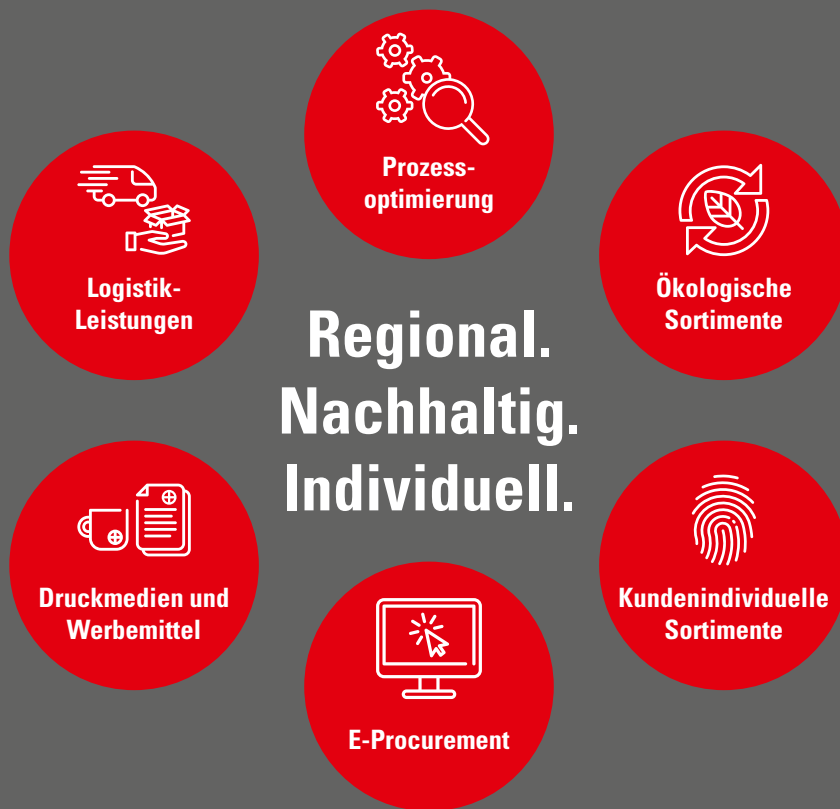 Prozess-
optimierung
Logistik-
Leistungen
Ökologische
Sortimente
Regional.
Nachhaltig.
Individuell.
Druckmedien und
Werbemittel
Kundenindividuelle
Sortimente
E-Procurement